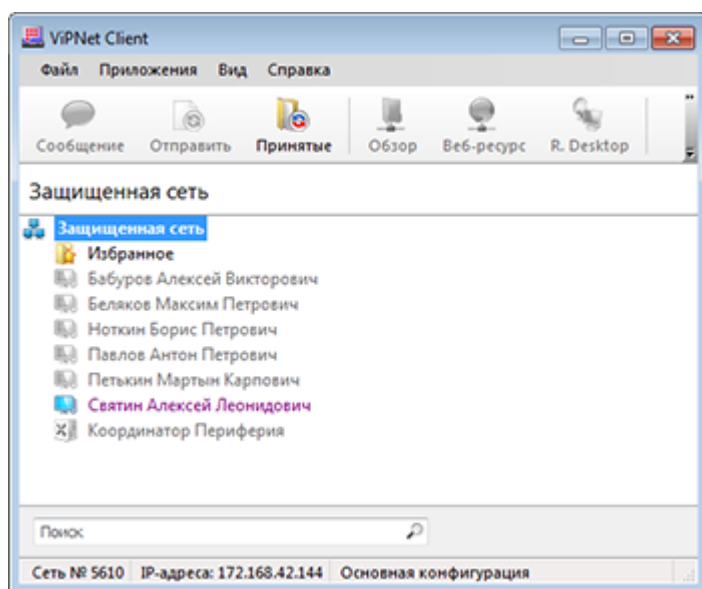 ViPNet Client
Файл Приложения Вид Справка
Сообщение Отправить Принятые Обзор Веб-ресурс R. Desktop
Защищенная сеть
Защищенная сеть
Избранное
Бабуров Алексей Викторович
Беляков Максим Петрович
Ноткин Борис Петрович
Павлов Антон Петрович
Петькин Мартын Карпович
Святин Алексей Леонидович
Координатор Периферия
Поиск
Сеть № 5610 IP-адреса: 172.168.42.144 Основная конфигурация